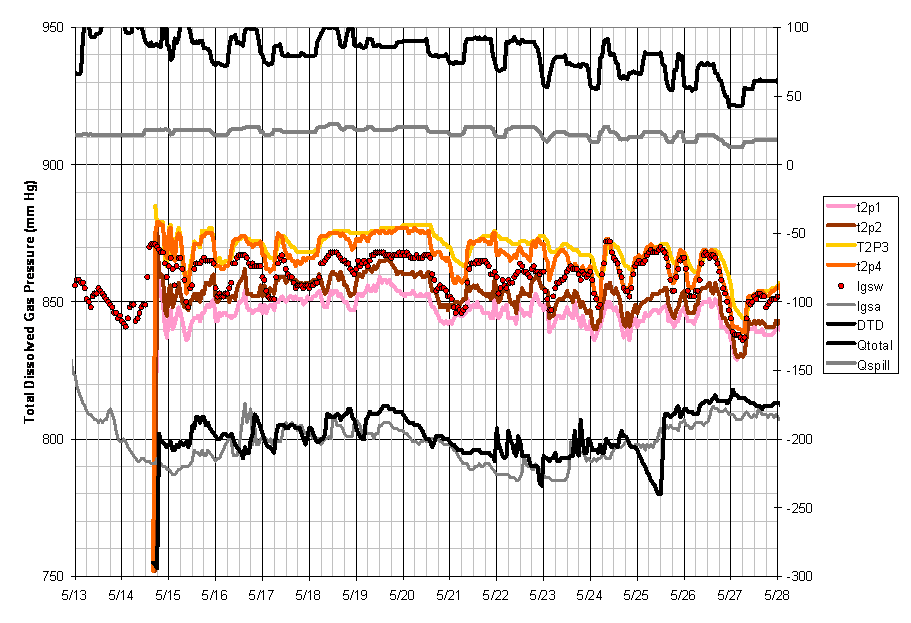 Total Dissolved Gas Pressure (mm Hg)
950
900
850
800
750
100
50
0
-50
-100
-150
-200
-250
-300
5/13 5/14 5/15 5/16 5/17 5/18 5/19 5/20 5/21 5/22 5/23 5/24 5/25 5/26 5/27 5/28
t2p1
t2p2
T2P3
t2p4
lgsw
lgsa
DTD
Qtotal
Qspill